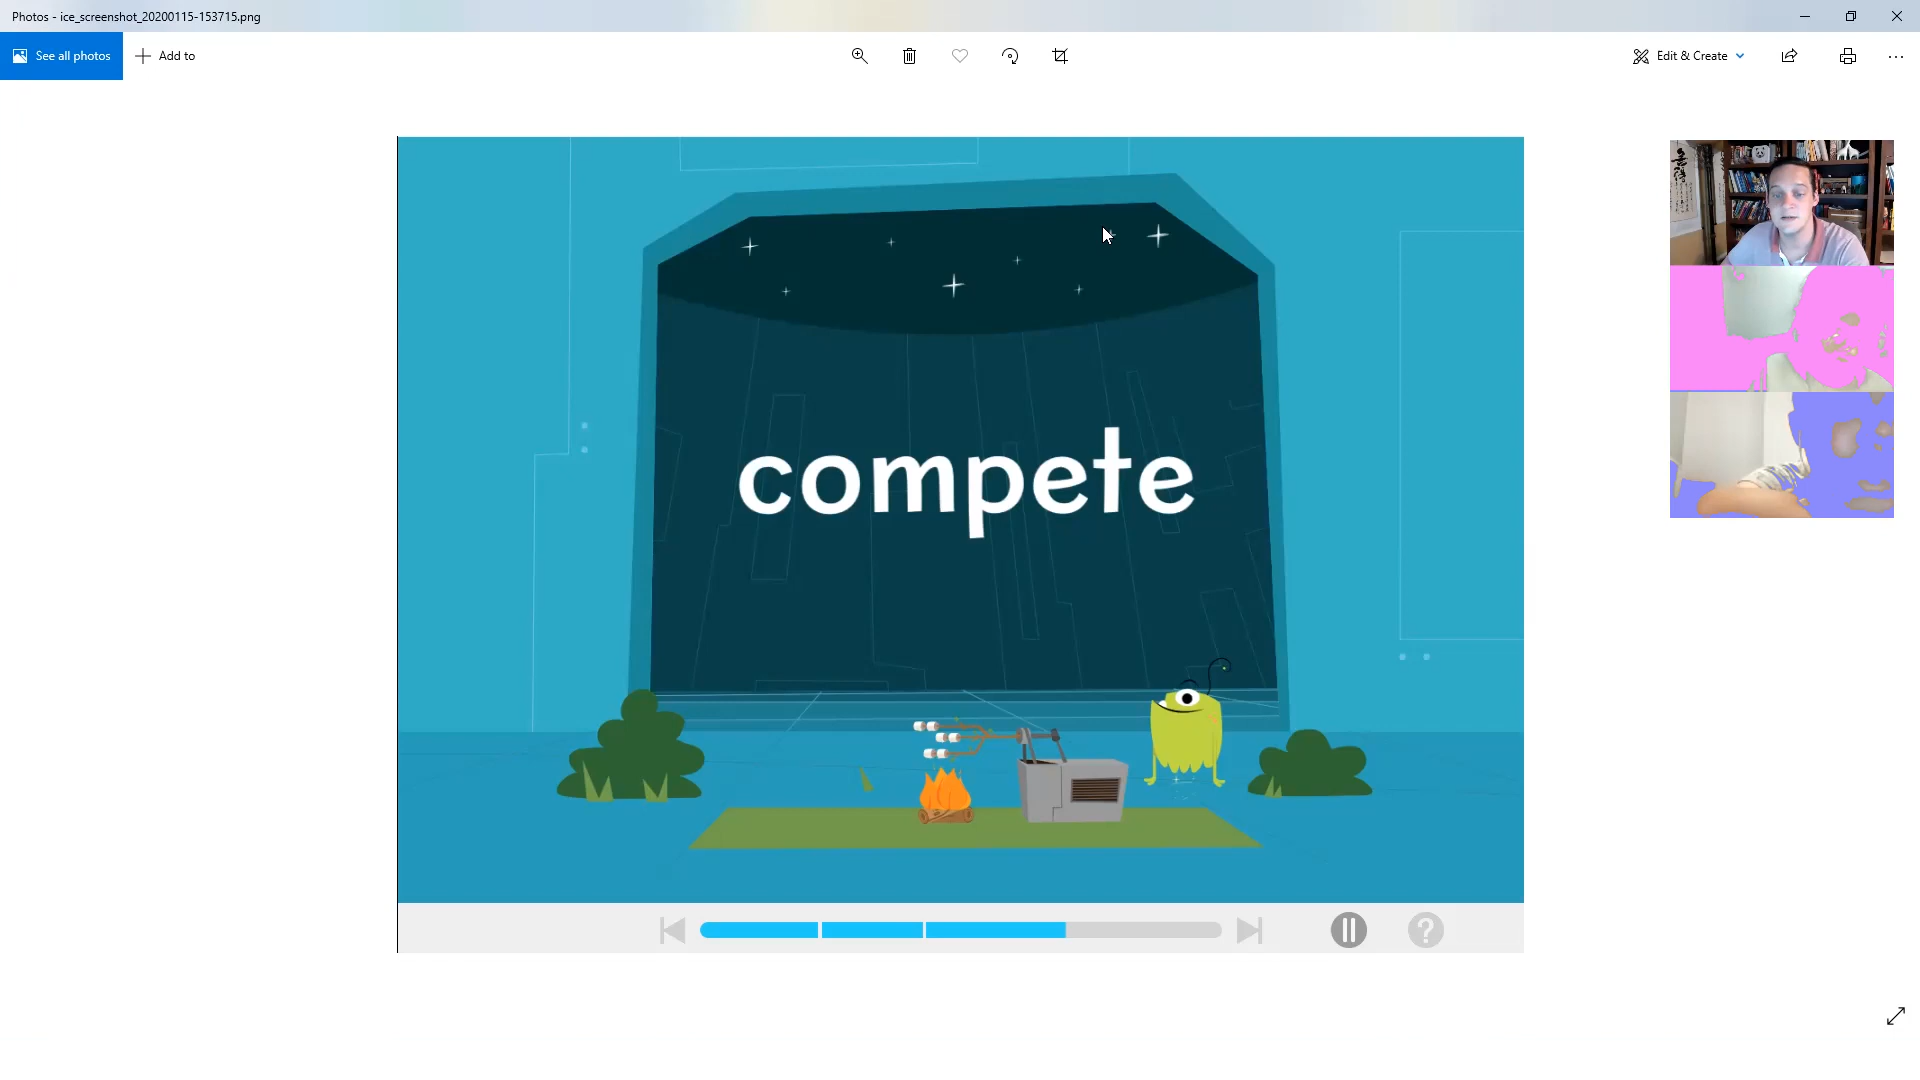 Photos - ice_screenshot_20200115-153715.png
See all photos
Add to
Edit & Create
compete
?